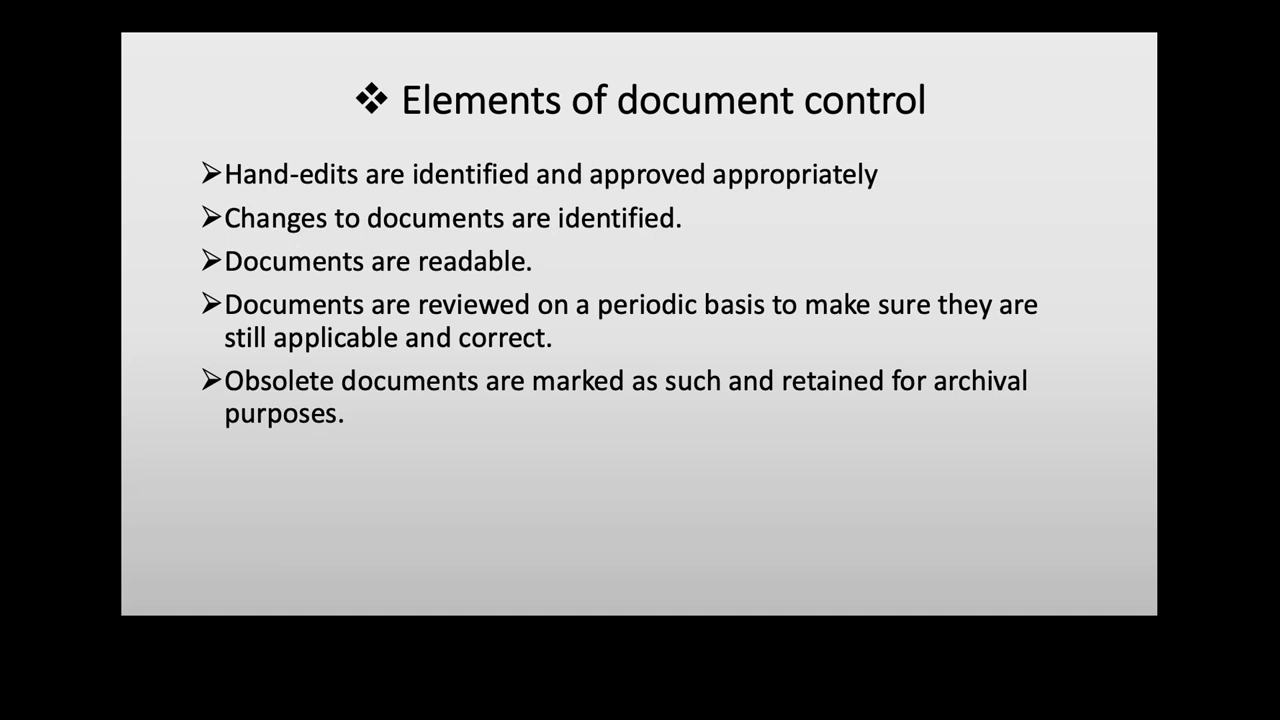 ❖ Elements of document control
➢Hand-edits are identified and approved appropriately
➢Changes to documents are identified.
➢Documents are readable.
➢Documents are reviewed on a periodic basis to make sure they are
still applicable and correct.
➢Obsolete documents are marked as such and retained for archival
purposes.